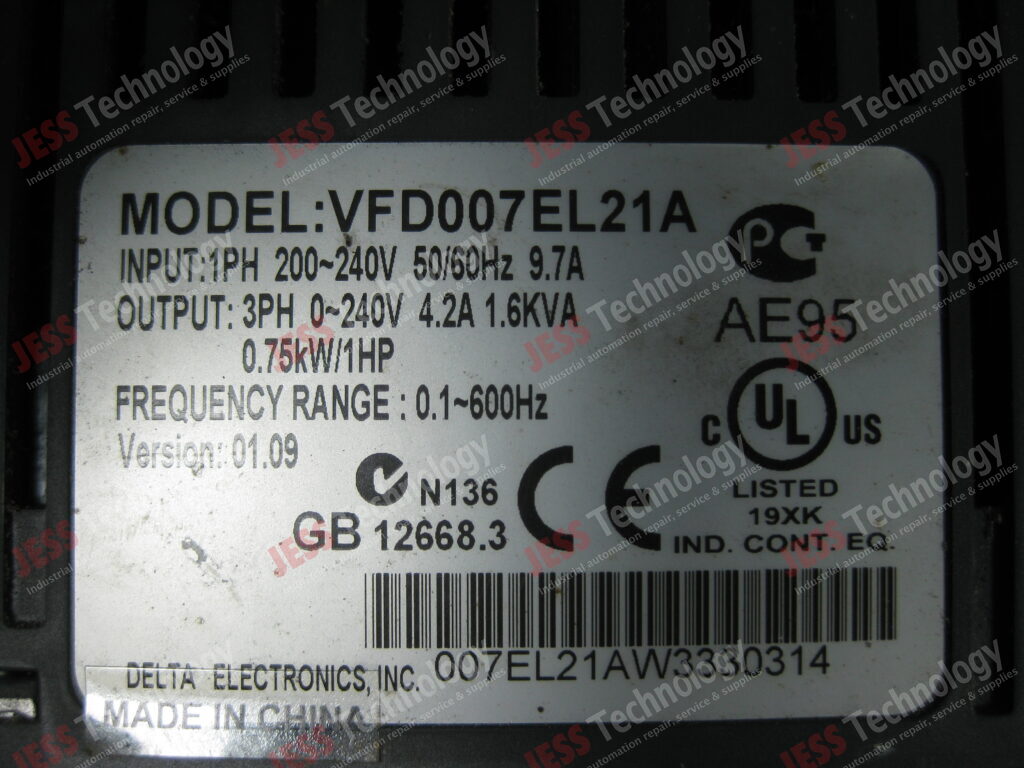 MODEL:VFD007EL21A
INPUT:1PH 200~240V 50/60Hz 9.7A
OUTPUT: 3PH 0~240V 4.2A 1.6KVA
0.75kW/1HP
FREQUENCY RANGE : 0.1~600Hz
Version: 01.09
N136
GB 12668.3
CE
PCT
AE95
C UL US
LISTED
19XK
IND. CONT. EQ.
007EL21AW3330314
DELTA ELECTRONICS, INC.
MADE IN CHINA
JESS Technology
Industrial automation repair, service & supplies